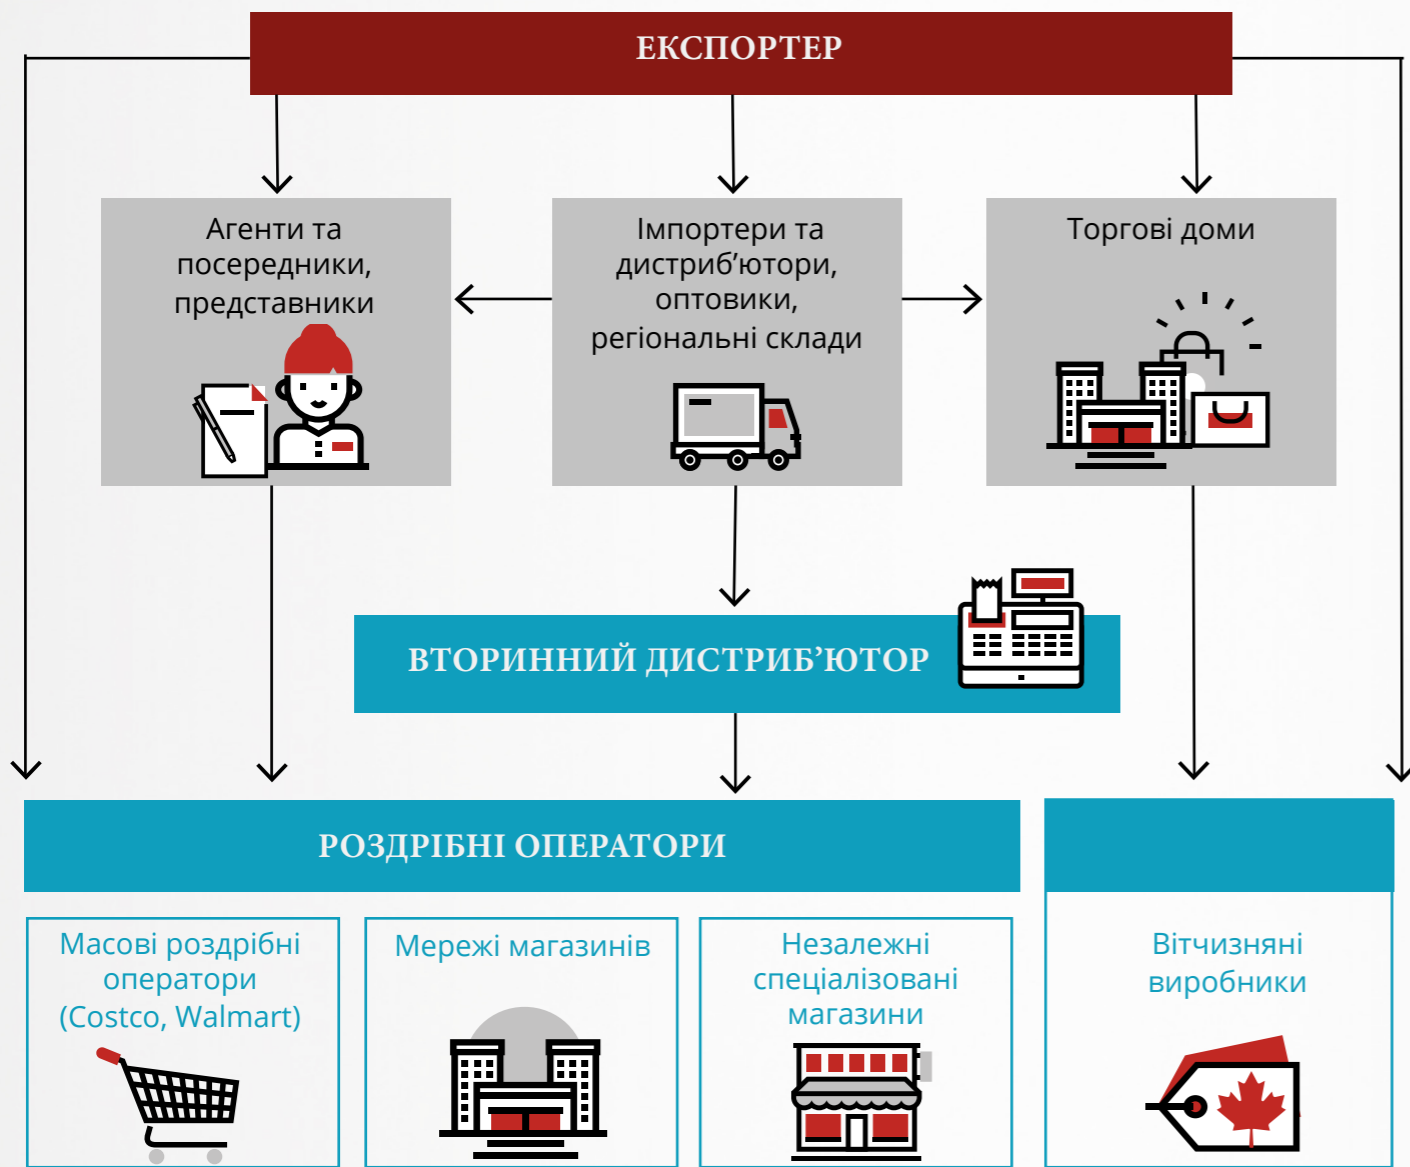 ЕКСПОРТЕР
Агенти та
посередники,
представники
Імпортери та
дистриб’ютори,
оптовики,
регіональні склади
Торгові доми
ВТОРИННИЙ ДИСТРИБ’ЮТОР
РОЗДРІБНІ ОПЕРАТОРИ
Масові роздрібні
оператори
(Costco, Walmart)
Мережі магазинів
Незалежні
спеціалізовані
магазини
Вітчизняні
виробники